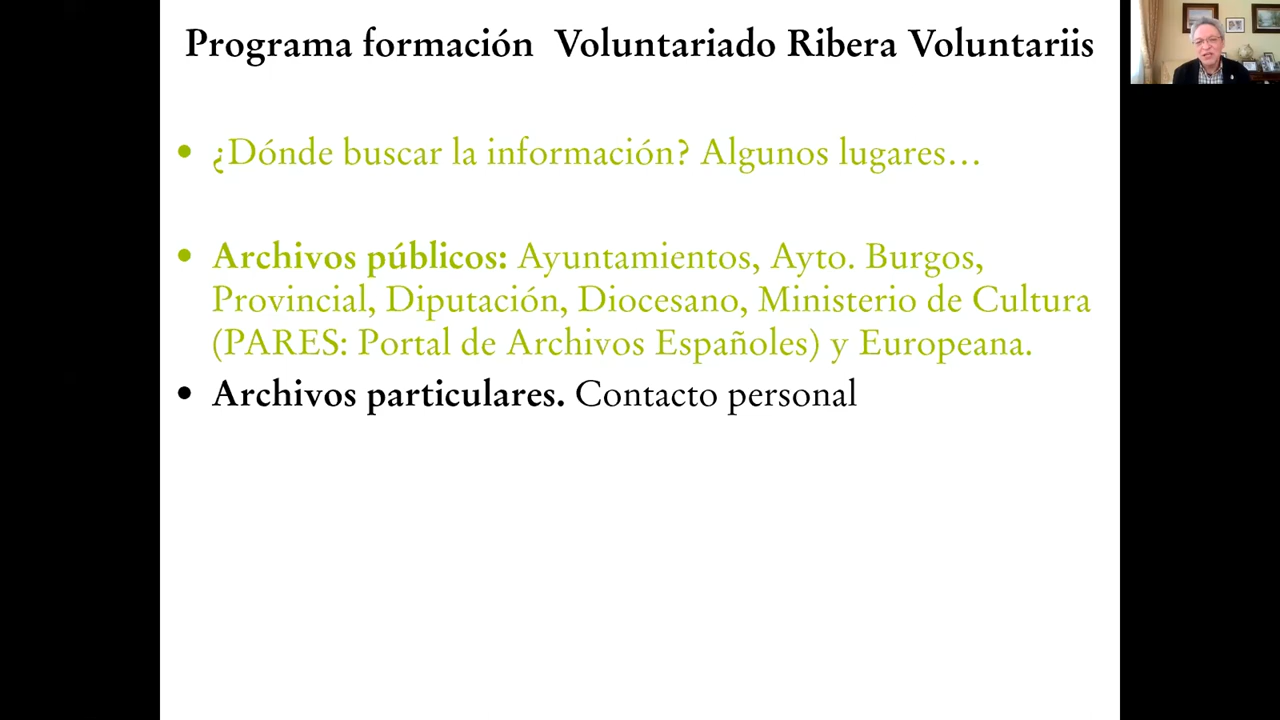 Programa formación Voluntariado Ribera Voluntariis
• ¿Dónde buscar la información? Algunos lugares...
• Archivos públicos: Ayuntamientos, Ayto. Burgos,
Provincial, Diputación, Diocesano, Ministerio de Cultura
(PARES: Portal de Archivos Españoles) y Europeana.
• Archivos particulares. Contacto personal